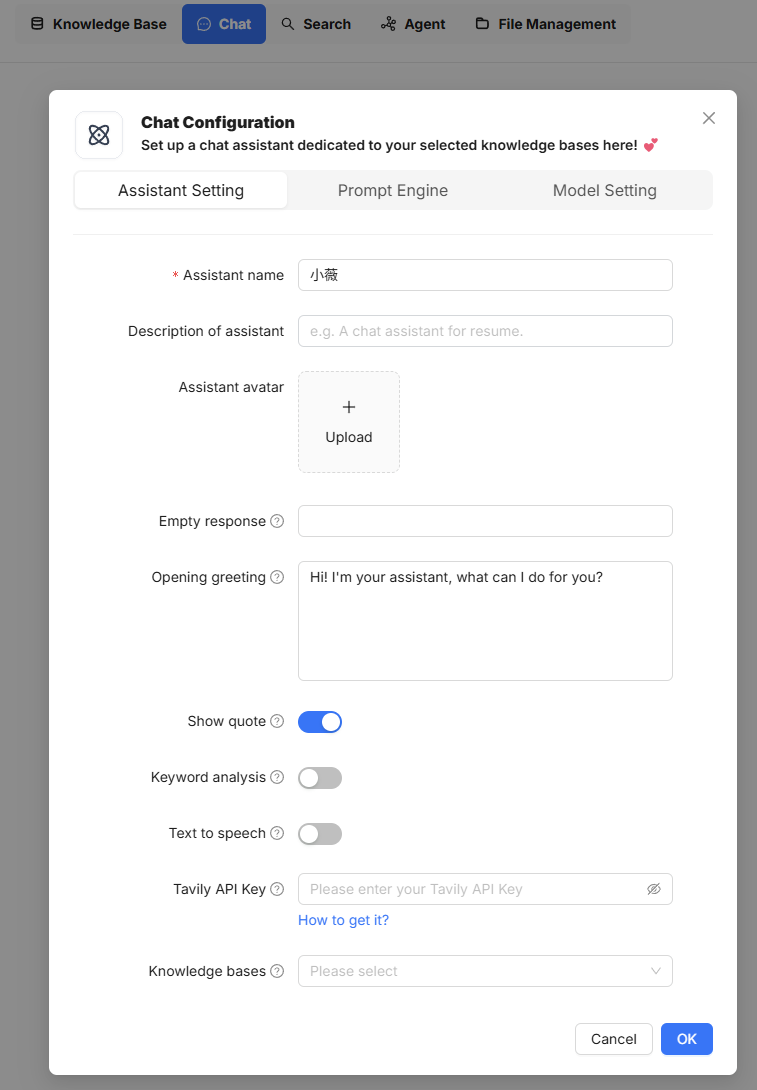 Knowledge Base Chat Search Agent File Management
Chat Configuration
Set up a chat assistant dedicated to your selected knowledge bases here! 💕
Assistant Setting Prompt Engine Model Setting
* Assistant name 小薇
Description of assistant e.g. A chat assistant for resume.
Assistant avatar
+
Upload
Empty response ?
Opening greeting ? Hi! I'm your assistant, what can I do for you?
Show quote ?
Keyword analysis ?
Text to speech ?
Tavily API Key ? Please enter your Tavily API Key
How to get it?
Knowledge bases ? Please select
Cancel OK